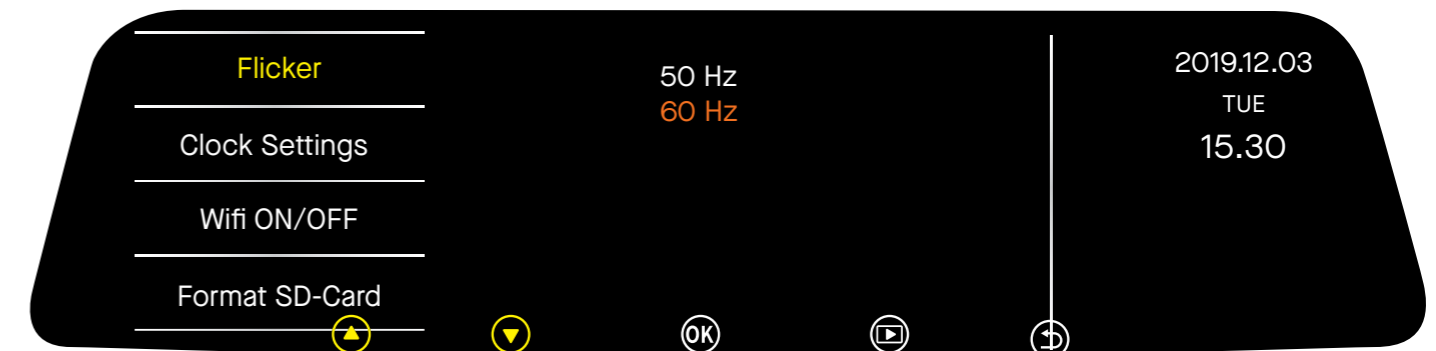 Flicker
Clock Settings
Wifi ON/OFF
Format SD-Card
50 Hz
60 Hz
2019.12.03
TUE
15.30
OK